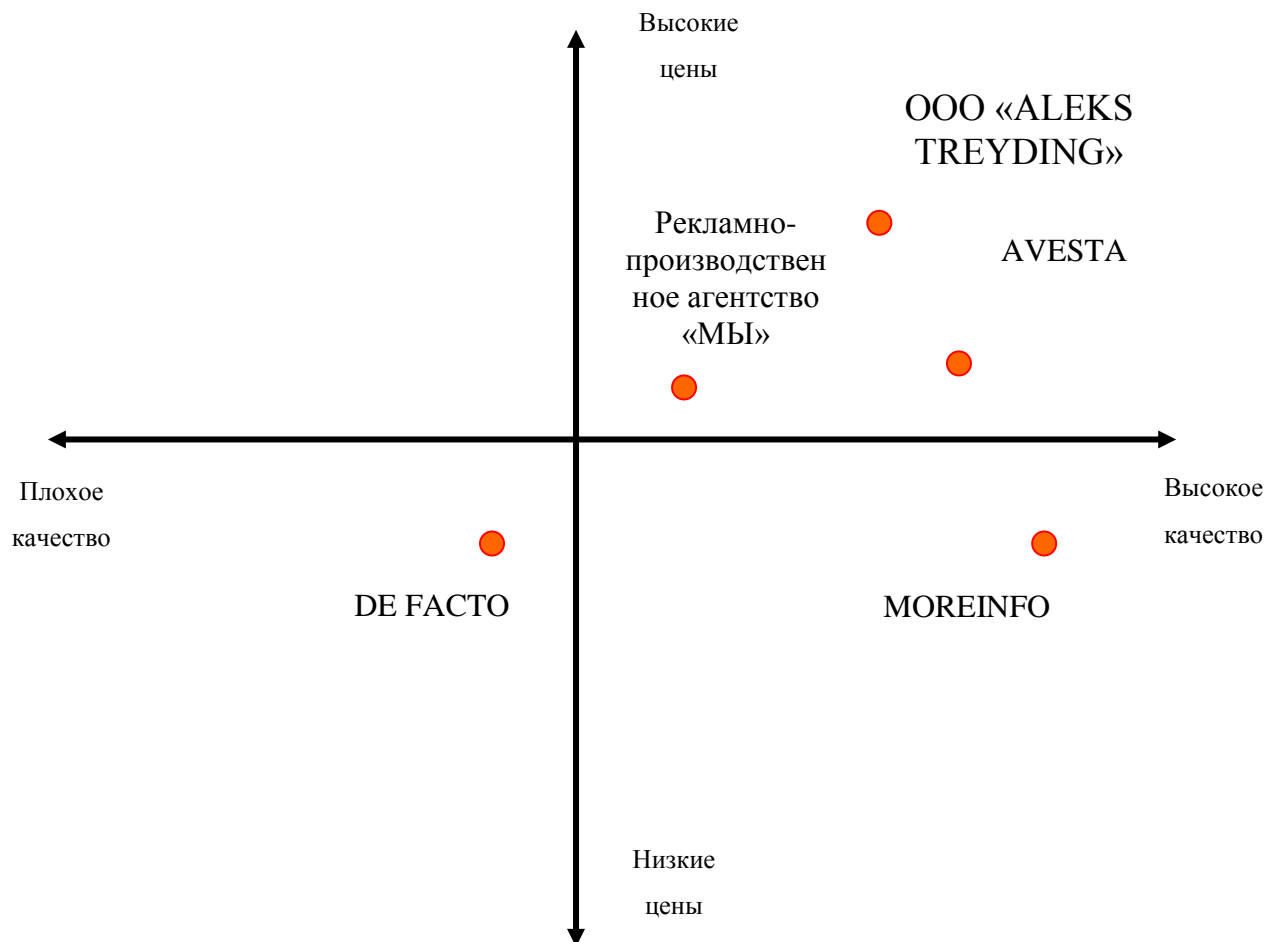 Высокие
цены
ООО «ALEKS
TREYDING»
Рекламно-
производствен
ное агентство
«МЫ»
AVESTA
Плохое
качество
Высокое
качество
DE FACTO
MOREINFO
Низкие
цены